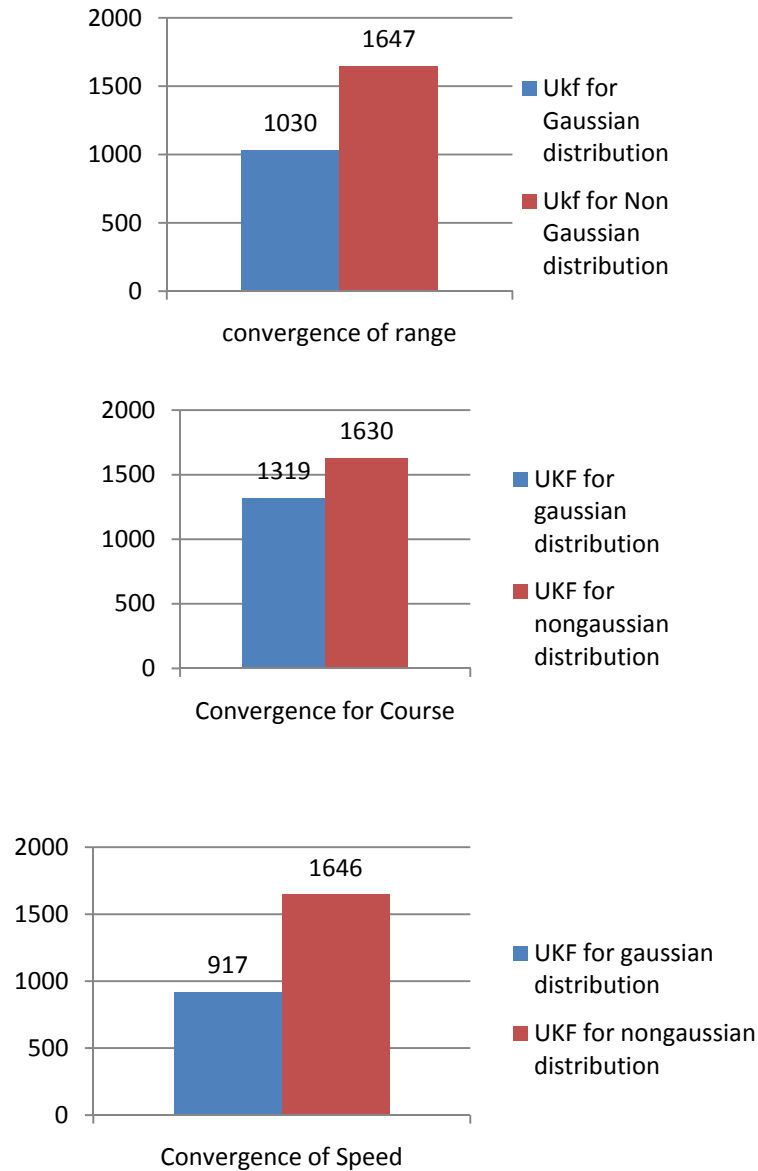 2000
1500
1000
500
0
1647
1030
Ukf for
Gaussian
distribution
Ukf for Non
Gaussian
distribution
convergence of range
2000
1500
1000
500
0
1630
1319
UKF for
gaussian
distribution
UKF for
nongaussian
distribution
Convergence for Course
2000
1500
1000
500
0
1646
917
UKF for gaussian
distribution
UKF for nongaussian
distribution
Convergence of Speed